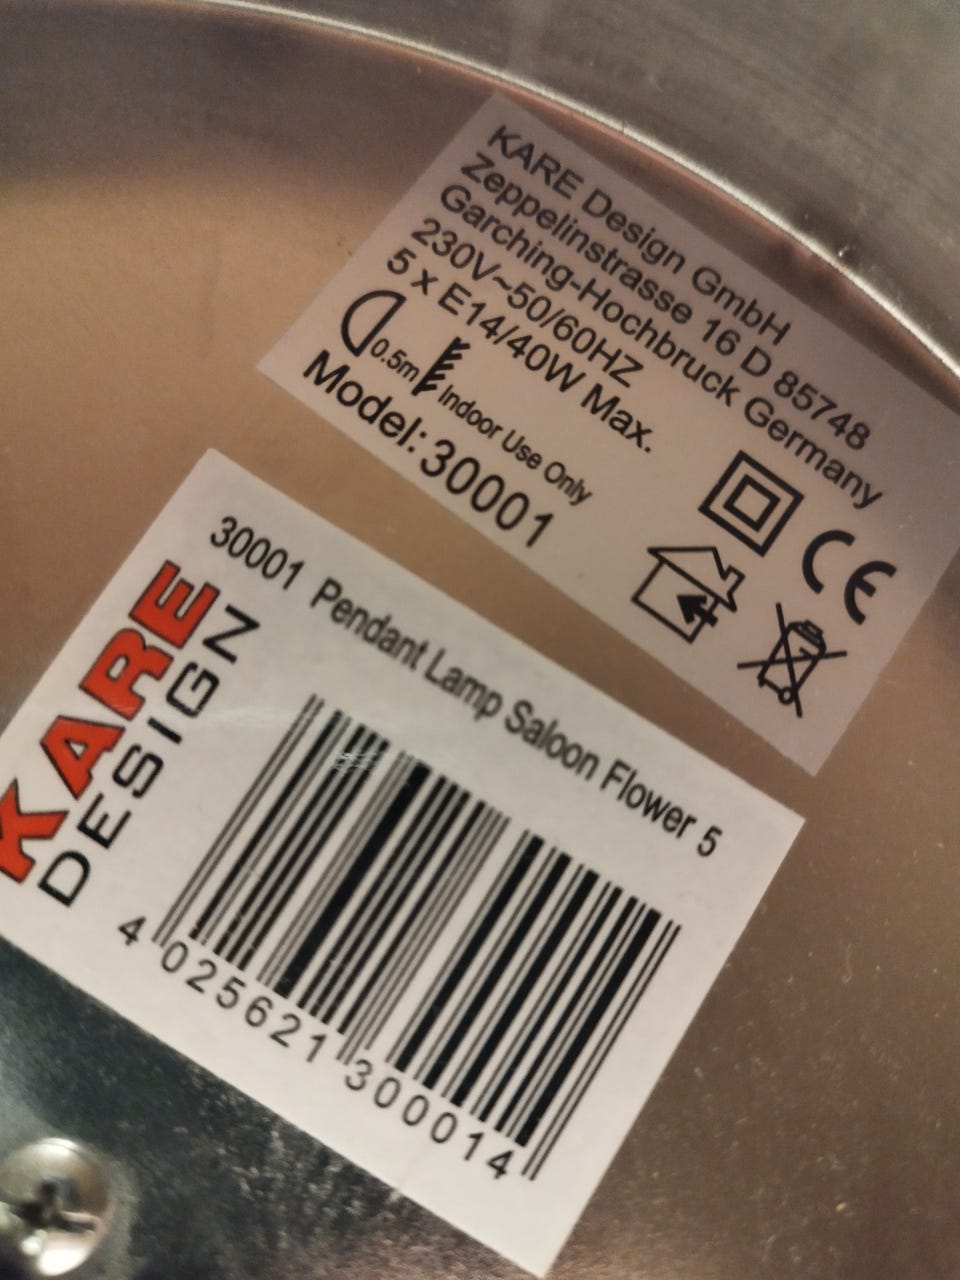 KARE Design GmbH
Zeppelinstrasse 16 D 85748
Garching-Hochbruck Germany
230V~50/60HZ
5 x E14/40W Max.
0.5m Indoor Use Only
Model:30001
CE
30001 Pendant Lamp Saloon Flower 5
KARE
DESIGN
4 025621 300014